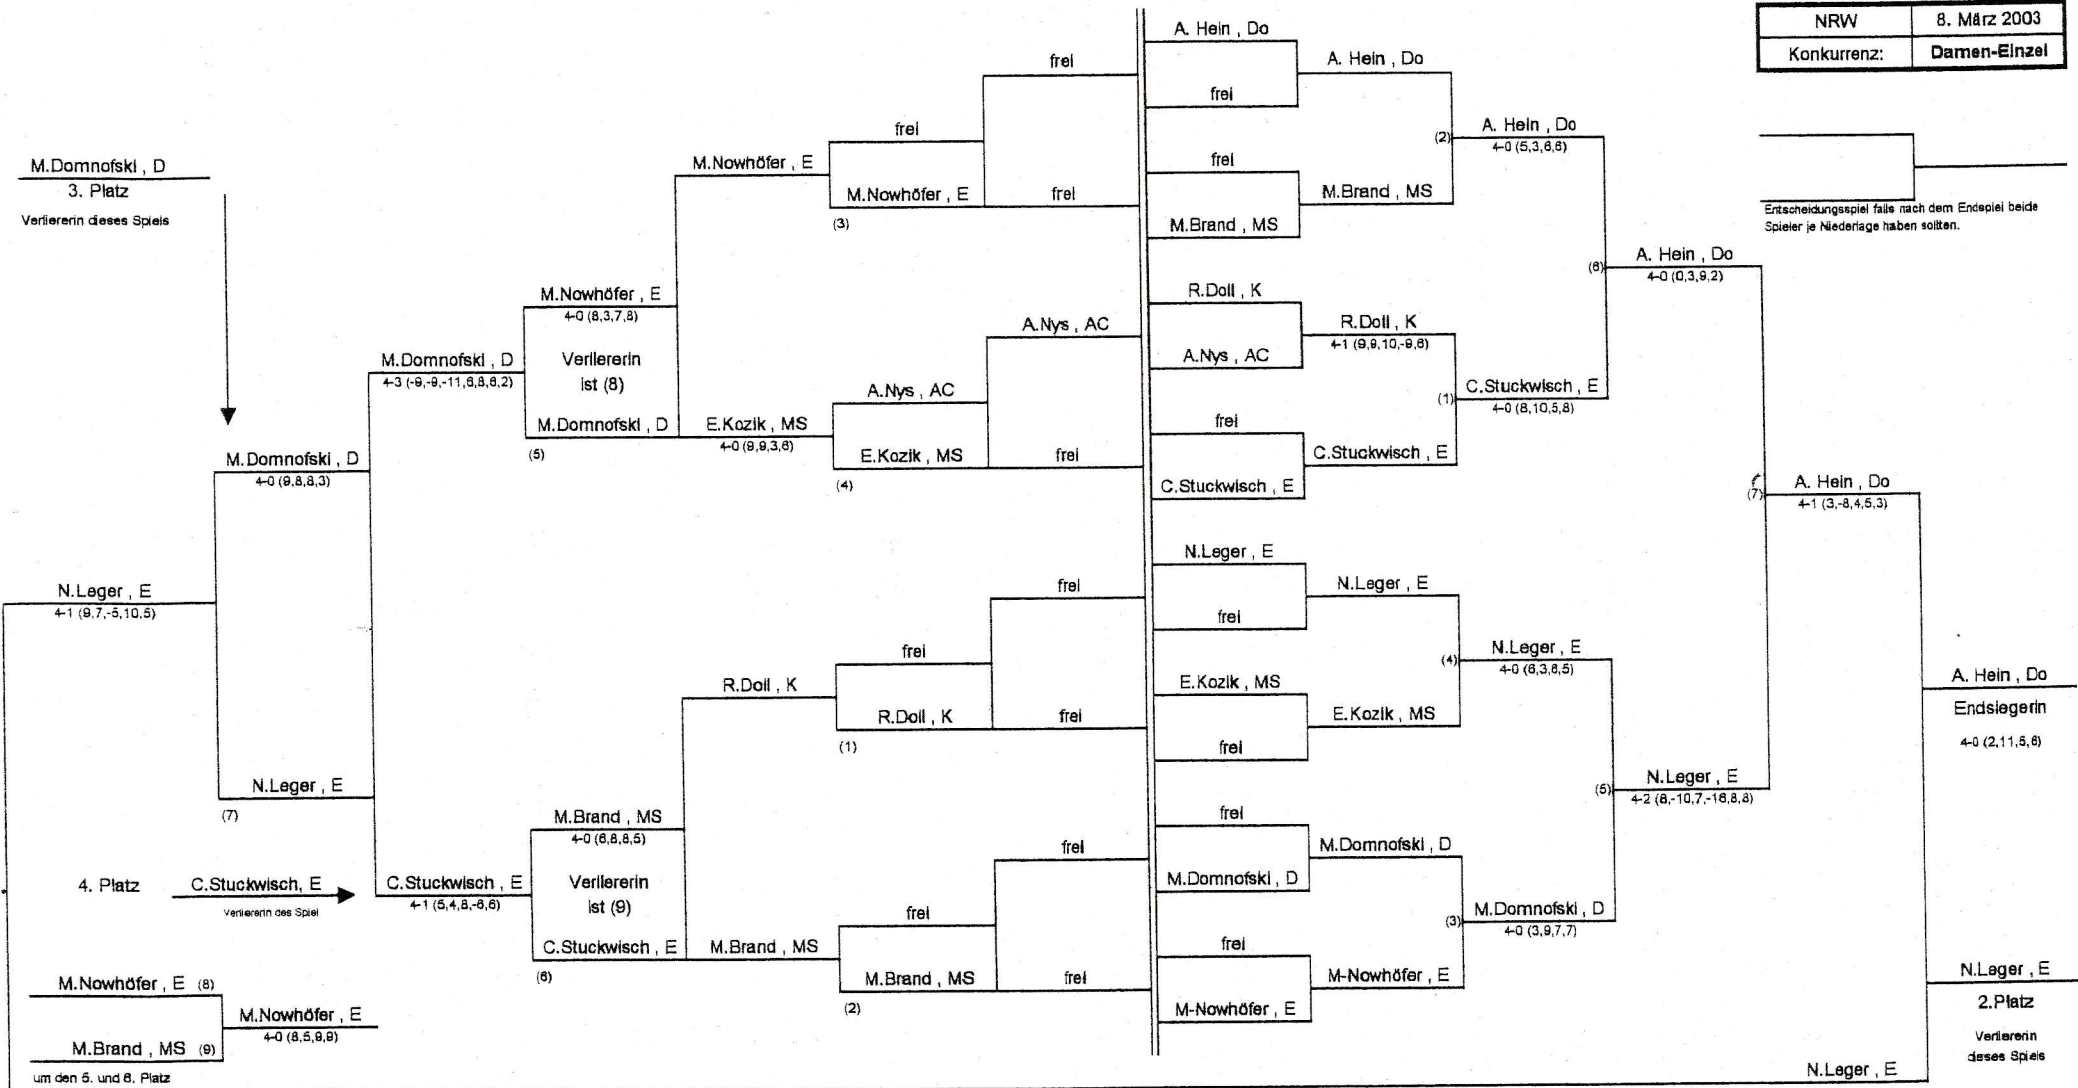 NRW 8. März 2003
Konkurrenz: Damen-Einzel
Entscheidungsspiel falls nach dem Endspiel beide
Spieler je Niederlage haben sollten.
M.Domnofski , D
3. Platz
Verliererin dieses Spiels
N.Leger , E
4-1 (9,7,-5,10,5)
M.Domnofski , D
4-0 (9,8,8,3)
N.Leger , E
(7)
4. Platz
C.Stuckwisch, E
Verliererin des Spiel
M.Nowhöfer , E (8)
M.Brand , MS (9)
M.Nowhöfer , E
4-0 (8,5,9,9)
um den 5. und 6. Platz
M.Domnofski , D
4-3 (-9,-9,-11,6,8,6,2)
C.Stuckwisch , E
4-1 (5,4,8,-6,6)
M.Nowhöfer , E
4-0 (8,3,7,8)
Verliererin
ist (8)
M.Domnofski , D
(5)
M.Brand , MS
4-0 (6,8,8,5)
Verliererin
ist (9)
C.Stuckwisch , E
(6)
M.Nowhöfer , E
E.Kozik , MS
4-0 (9,9,3,6)
R.Doll , K
M.Brand , MS
frei
M.Nowhöfer , E
(3)
A.Nys , AC
E.Kozik , MS
(4)
frei
R.Doll , K
(1)
frei
M.Brand , MS
(2)
frei
frei
A.Nys , AC
frei
frei
frei
frei
frei
A. Hein , Do
frei
frei
M.Brand , MS
R.Doll , K
A.Nys , AC
frei
C.Stuckwisch , E
N.Leger , E
frei
E.Kozik , MS
frei
frei
M.Domnofski , D
frei
M-Nowhöfer , E
A. Hein , Do
M.Brand , MS
R.Doll , K
4-1 (9,9,10,-9,6)
C.Stuckwisch , E
N.Leger , E
E.Kozik , MS
M.Domnofski , D
M-Nowhöfer , E
(2)
A. Hein , Do
4-0 (5,3,6,6)
(1)
C.Stuckwisch , E
4-0 (8,10,5,8)
(4)
N.Leger , E
4-0 (6,3,6,5)
(3)
M.Domnofski , D
4-0 (3,9,7,7)
(6)
A. Hein , Do
4-0 (0,3,9,2)
(5)
N.Leger , E
4-2 (8,-10,7,-16,8,8)
(7)
A. Hein , Do
4-1 (3,-8,4,5,3)
N.Leger , E
A. Hein , Do
Endsiegerin
4-0 (2,11,5,6)
N.Leger , E
2.Platz
Verliererin
dieses Spiels